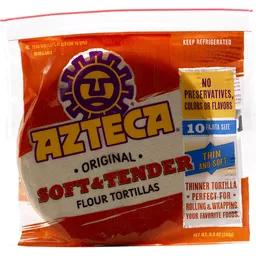 KEEP REFRIGERATED
NO
PRESERVATIVES,
COLORS OR FLAVORS
10 FAJITA SIZE
AZTECA
THIN
AND SOFT
• ORIGINAL •
SOFT & TENDER
FLOUR TORTILLAS
THINNER TORTILLA
• PERFECT FOR •
ROLLING & WRAPPING
YOUR FAVORITE FOODS.